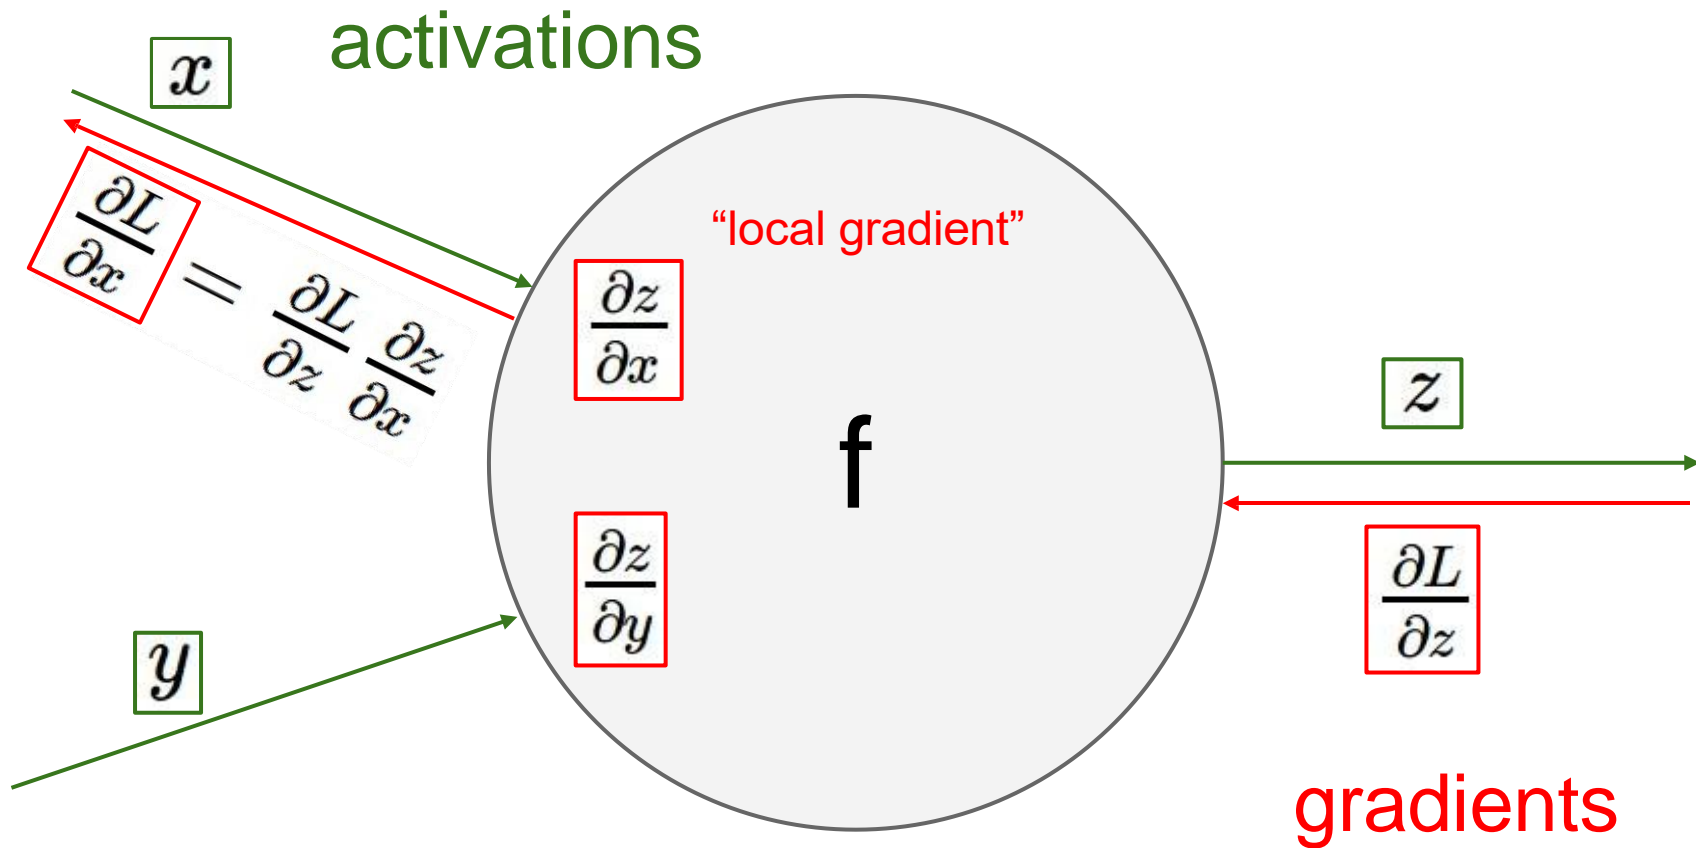 activations
x
“local gradient”
∂L/∂x = ∂L/∂z ∂z/∂x
∂z/∂x
f
z
∂z/∂y
∂L/∂z
y
gradients